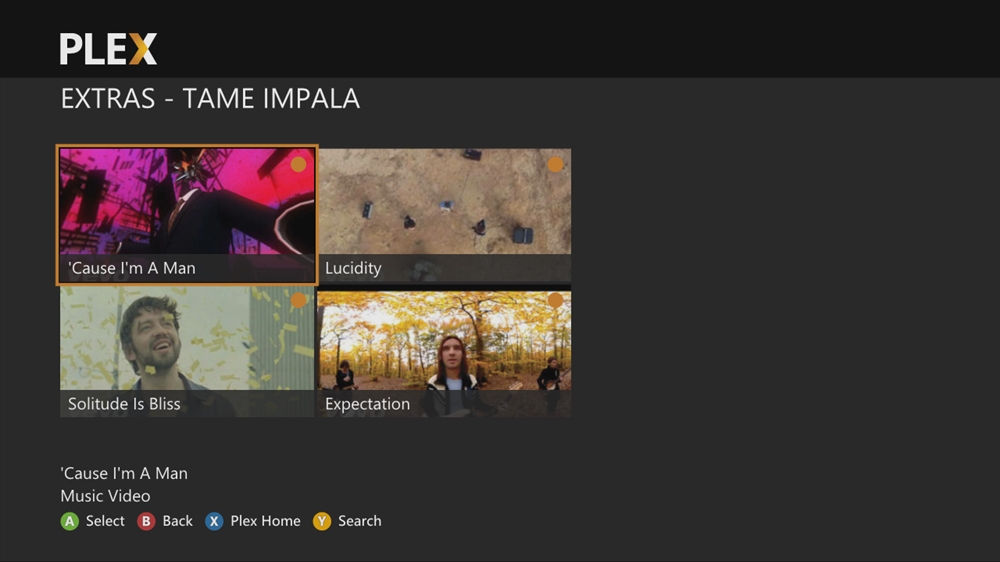 PLEX
EXTRAS - TAME IMPALA
'Cause I'm A Man
Lucidity
Solitude Is Bliss
Expectation
'Cause I'm A Man
Music Video
A Select B Back X Plex Home Y Search